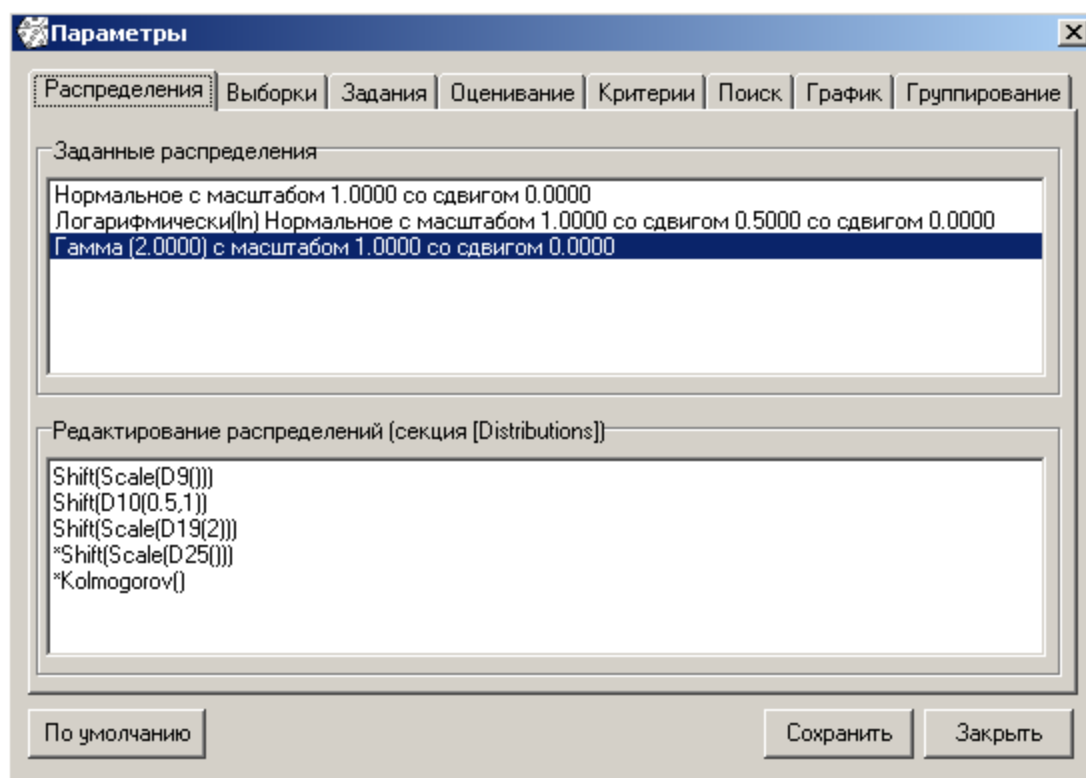 Параметры
Распределения Выборки Задания Оценивание Критерии Поиск График Группирование
Заданные распределения
Нормальное с масштабом 1.0000 со сдвигом 0.0000
Логарифмически(ln) Нормальное с масштабом 1.0000 со сдвигом 0.5000 со сдвигом 0.0000
Гамма (2.0000) с масштабом 1.0000 со сдвигом 0.0000
Редактирование распределений (секция [Distributions])
Shift(Scale(D9()))
Shift(D10(0.5,1))
Shift(Scale(D19(2)))
*Shift(Scale(D25()))
*Kolmogorov()
По умолчанию Сохранить Закрыть